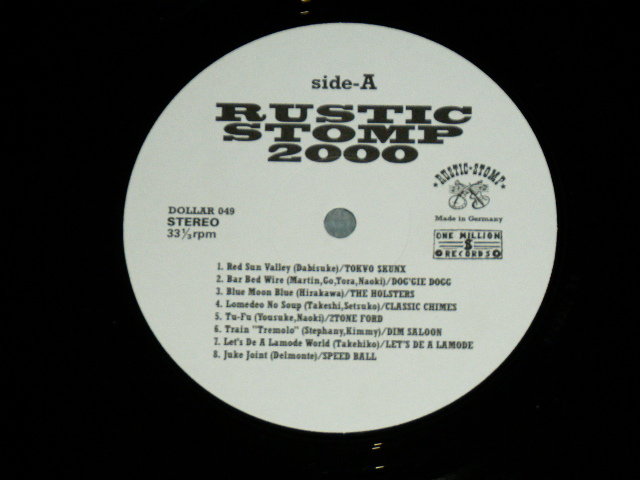 side-A
RUSTIC
STOMP
2000
RUSTIC-STOMP
Made in Germany
DOLLAR 049
STEREO
33⅓rpm
ONE MILLION
$
RECORDS
1. Red Sun Valley (Dabisuke)/TOKYO SKUNX
2. Bar Bed Wire (Martin,Go,Tora,Naoki)/DOG'GIE DOGG
3. Blue Moon Blue (Hirakawa)/THE HOLSTERS
4. Lomedeo No Soup (Takeshi,Setsuko)/CLASSIC CHIMES
5. Tu-Fu (Yousuke,Naoki)/2TONE FORD
6. Train "Tremolo" (Stephany,Kimmy)/DIM SALOON
7. Let's De A Lamode World (Takehiko)/LET'S DE A LAMODE
8. Juke Joint (Delmonte)/SPEED BALL